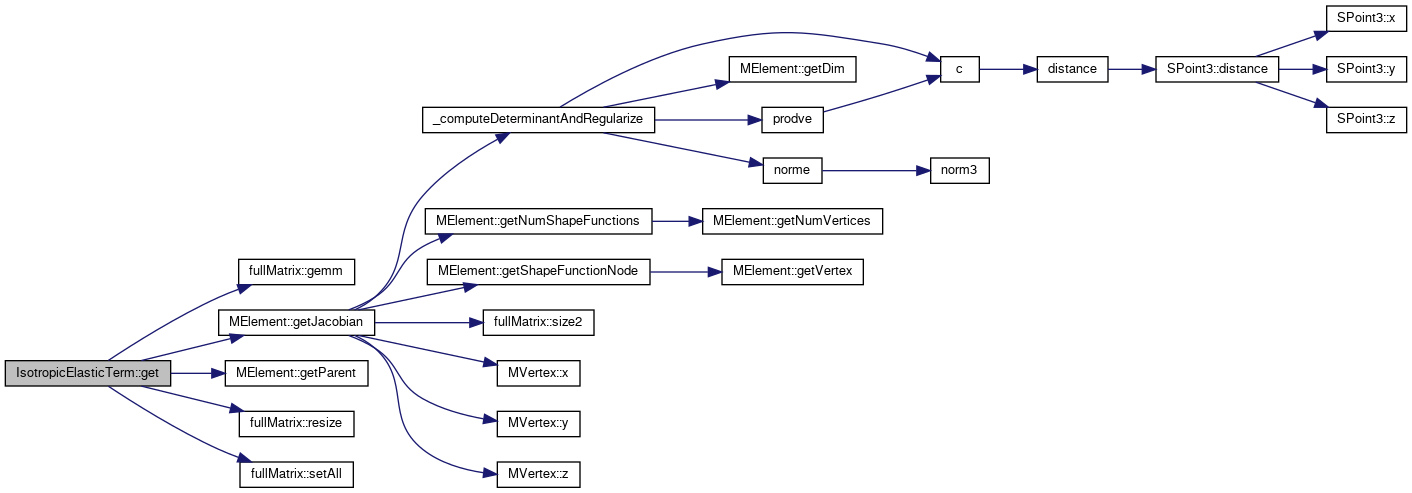 SPoint3::x
MElement::getDim
c
distance
SPoint3::distance
SPoint3::y
_computeDeterminantAndRegularize
prodve
SPoint3::z
norme
norm3
MElement::getNumShapeFunctions
MElement::getNumVertices
fullMatrix::gemm
MElement::getShapeFunctionNode
MElement::getVertex
MElement::getJacobian
fullMatrix::size2
IsotropicElasticTerm::get
MElement::getParent
MVertex::x
fullMatrix::resize
MVertex::y
fullMatrix::setAll
MVertex::z